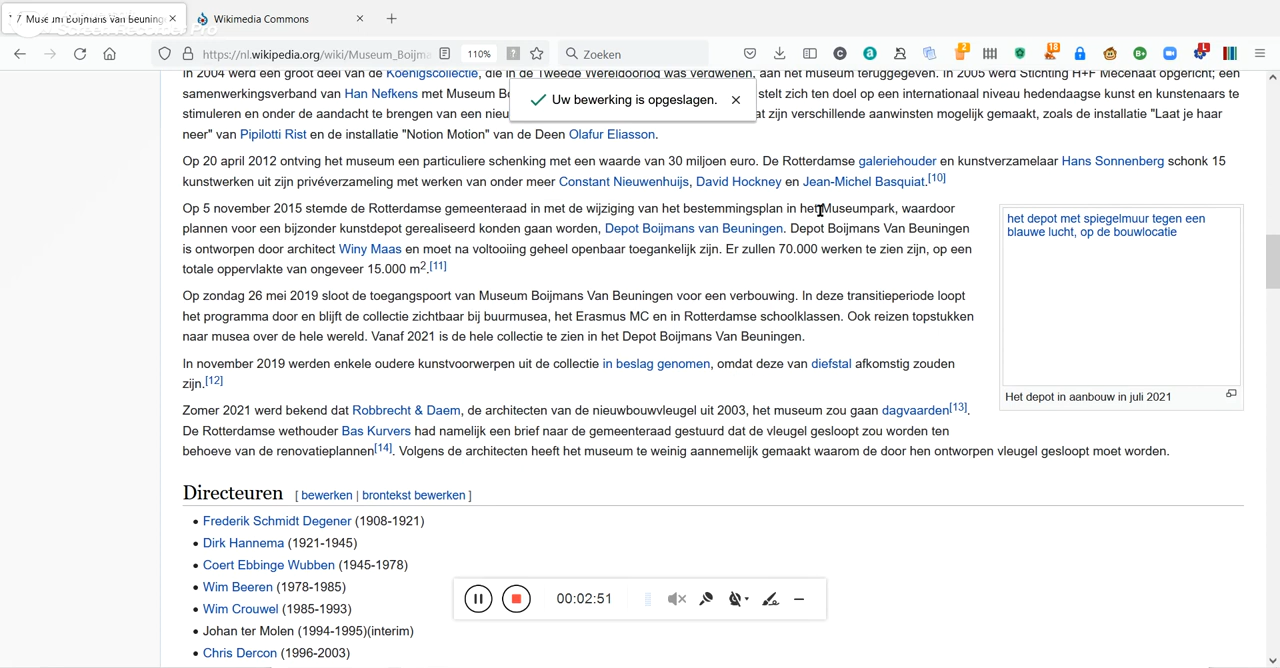 Museum Boijmans Van Beuning
Wikimedia Commons
https://nl.wikipedia.org/wiki/Museum_Boijma
110%
Zoeken
In 2004 werd een groot deel van de Koenigscollectie, die in de Tweede Wereldoorlog was verdwenen, aan het museum teruggegeven. In 2005 werd Stichting H+F Mecenaat opgericht; een
samenwerkingsverband van Han Nefkens met Museum Bo stelt zich ten doel op een internationaal niveau hedendaagse kunst en kunstenaars te
Uw bewerking is opgeslagen.
stimuleren en onder de aandacht te brengen van een nieu at zijn verschillende aanwinsten mogelijk gemaakt, zoals de installatie "Laat je haar
neer" van Pipilotti Rist en de installatie "Notion Motion" van de Deen Olafur Eliasson.
Op 20 april 2012 ontving het museum een particuliere schenking met een waarde van 30 miljoen euro. De Rotterdamse galeriehouder en kunstverzamelaar Hans Sonnenberg schonk 15
kunstwerken uit zijn privéverzameling met werken van onder meer Constant Nieuwenhuijs, David Hockney en Jean-Michel Basquiat.[10]
Op 5 november 2015 stemde de Rotterdamse gemeenteraad in met de wijziging van het bestemmingsplan in het Museumpark, waardoor
plannen voor een bijzonder kunstdepot gerealiseerd konden gaan worden, Depot Boijmans van Beuningen. Depot Boijmans Van Beuningen
is ontworpen door architect Winy Maas en moet na voltooiing geheel openbaar toegankelijk zijn. Er zullen 70.000 werken te zien zijn, op een
totale oppervlakte van ongeveer 15.000 m2.[11]
het depot met spiegelmuur tegen een
blauwe lucht, op de bouwlocatie
Het depot in aanbouw in juli 2021
Op zondag 26 mei 2019 sloot de toegangspoort van Museum Boijmans Van Beuningen voor een verbouwing. In deze transitieperiode loopt
het programma door en blijft de collectie zichtbaar bij buurmusea, het Erasmus MC en in Rotterdamse schoolklassen. Ook reizen topstukken
naar musea over de hele wereld. Vanaf 2021 is de hele collectie te zien in het Depot Boijmans Van Beuningen.
In november 2019 werden enkele oudere kunstvoorwerpen uit de collectie in beslag genomen, omdat deze van diefstal afkomstig zouden
zijn.[12]
Zomer 2021 werd bekend dat Robbrecht & Daem, de architecten van de nieuwbouwvleugel uit 2003, het museum zou gaan dagvaarden[13].
De Rotterdamse wethouder Bas Kurvers had namelijk een brief naar de gemeenteraad gestuurd dat de vleugel gesloopt zou worden ten
behoeve van de renovatieplannen[14]. Volgens de architecten heeft het museum te weinig aannemelijk gemaakt waarom de door hen ontworpen vleugel gesloopt moet worden.
Directeuren [ bewerken | brontekst bewerken ]
Frederik Schmidt Degener (1908-1921)
Dirk Hannema (1921-1945)
Coert Ebbinge Wubben (1945-1978)
Wim Beeren (1978-1985)
Wim Crouwel (1985-1993)
Johan ter Molen (1994-1995)(interim)
Chris Dercon (1996-2003)
00:02:51